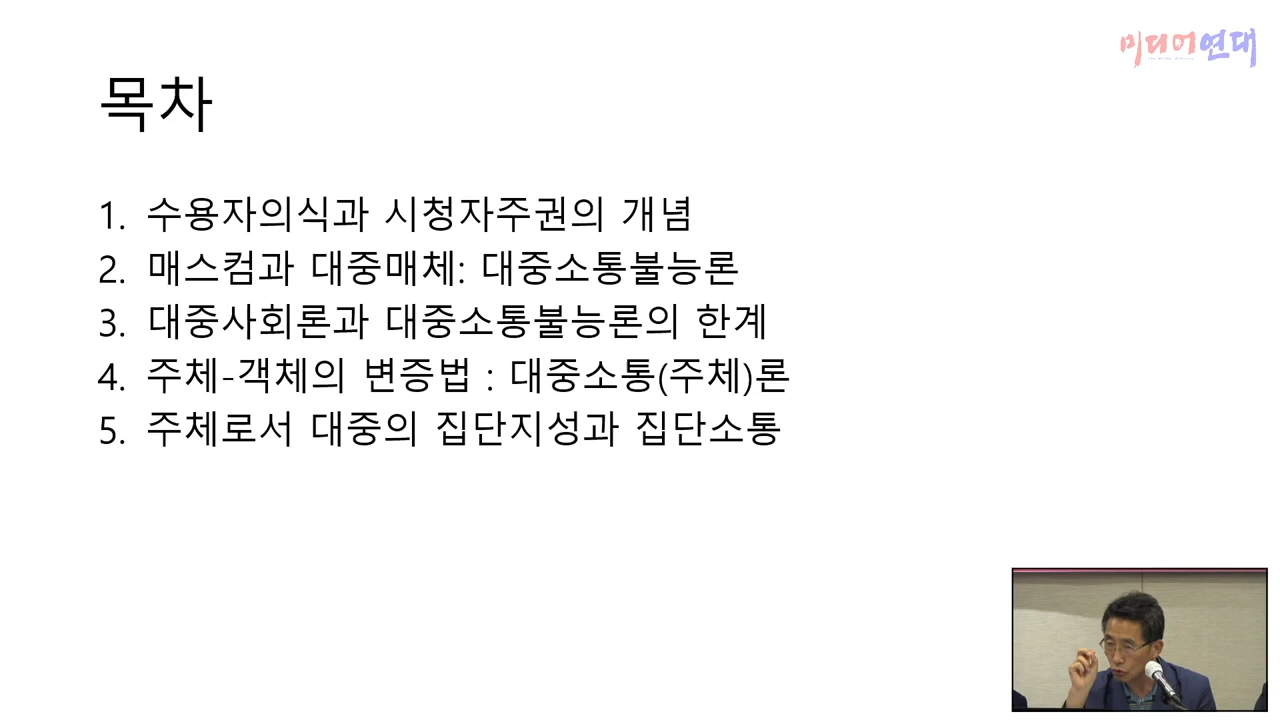 미디어연대
목차
1. 수용자의식과 시청자주권의 개념
2. 매스컴과 대중매체: 대중소통불능론
3. 대중사회론과 대중소통불능론의 한계
4. 주체-객체의 변증법 : 대중소통(주체)론
5. 주체로서 대중의 집단지성과 집단소통